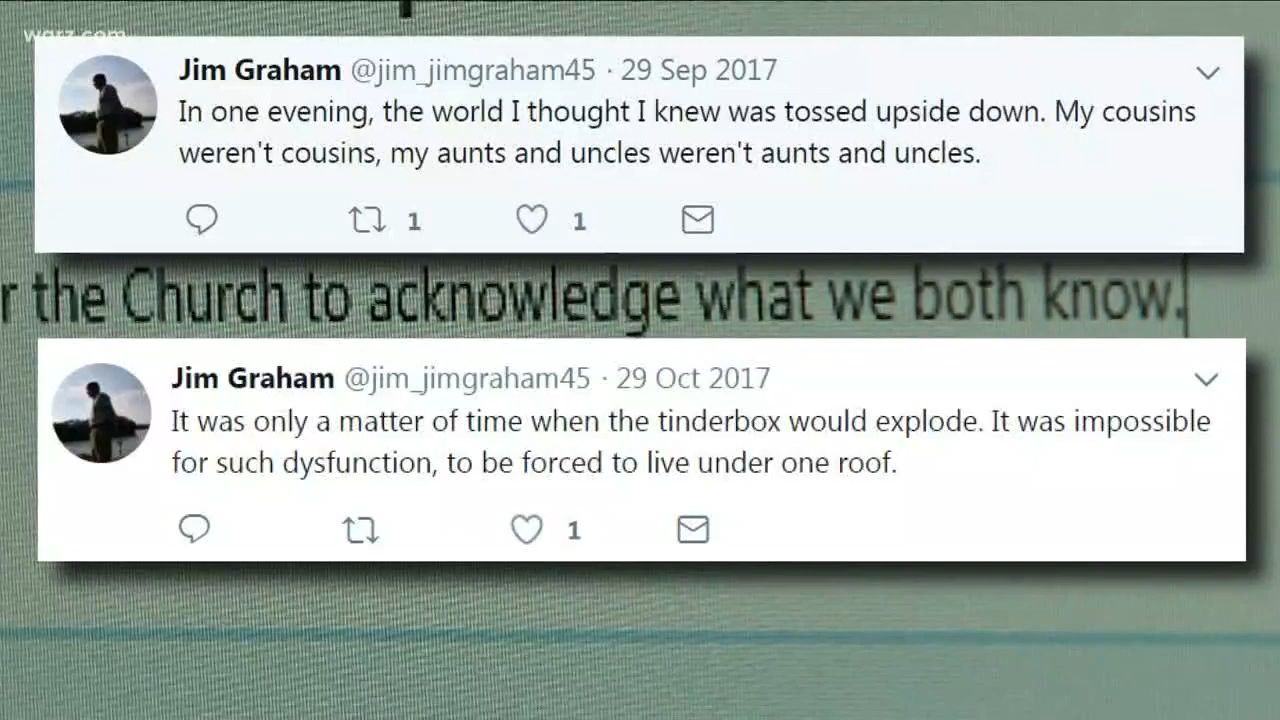 wgrz.com
Jim Graham @jim_jimgraham45 · 29 Sep 2017
In one evening, the world I thought I knew was tossed upside down. My cousins
weren't cousins, my aunts and uncles weren't aunts and uncles.
1 1
r the Church to acknowledge what we both know.
Jim Graham @jim_jimgraham45 · 29 Oct 2017
It was only a matter of time when the tinderbox would explode. It was impossible
for such dysfunction, to be forced to live under one roof.
1